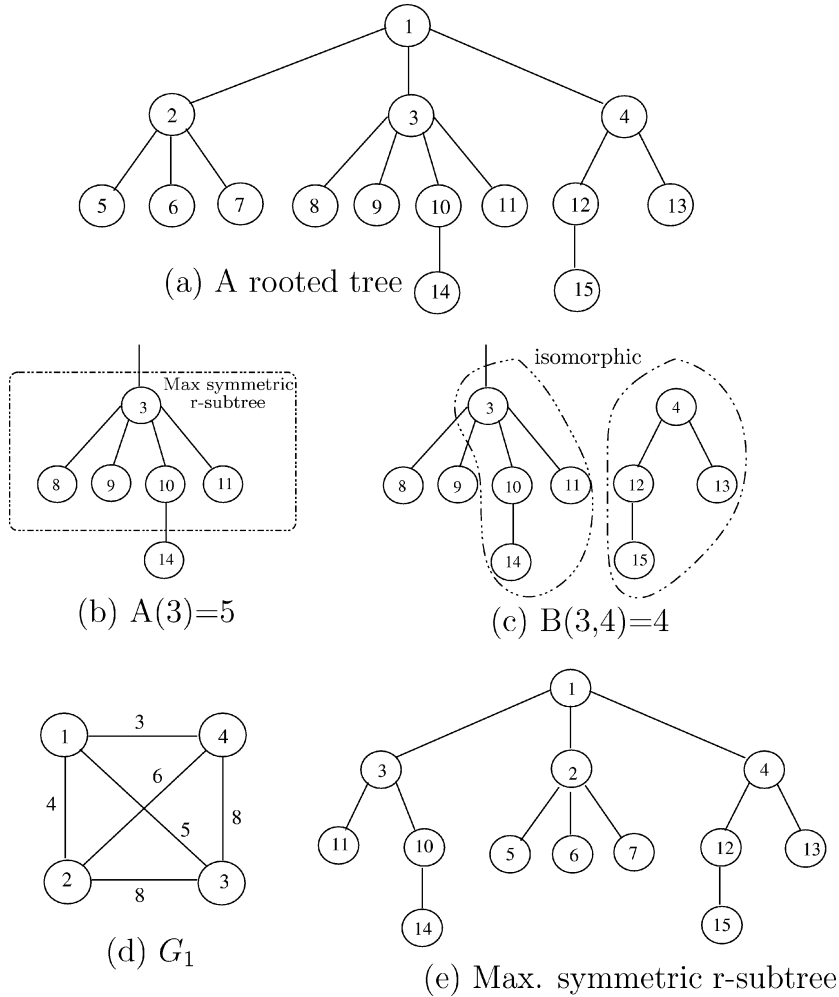 1
2 3 4
5 6 7 8 9 10 11 12 13
14 15
(a) A rooted tree
Max symmetric
r-subtree
3
8 9 10 11
14
(b) A(3)=5
isomorphic
3 4
8 9 10 11 12 13
14 15
(c) B(3,4)=4
1 3 4
6
4 8
5
2 8 3
(d) G1
1
3 2 4
11 10 5 6 7 12 13
14 15
(e) Max. symmetric r-subtree